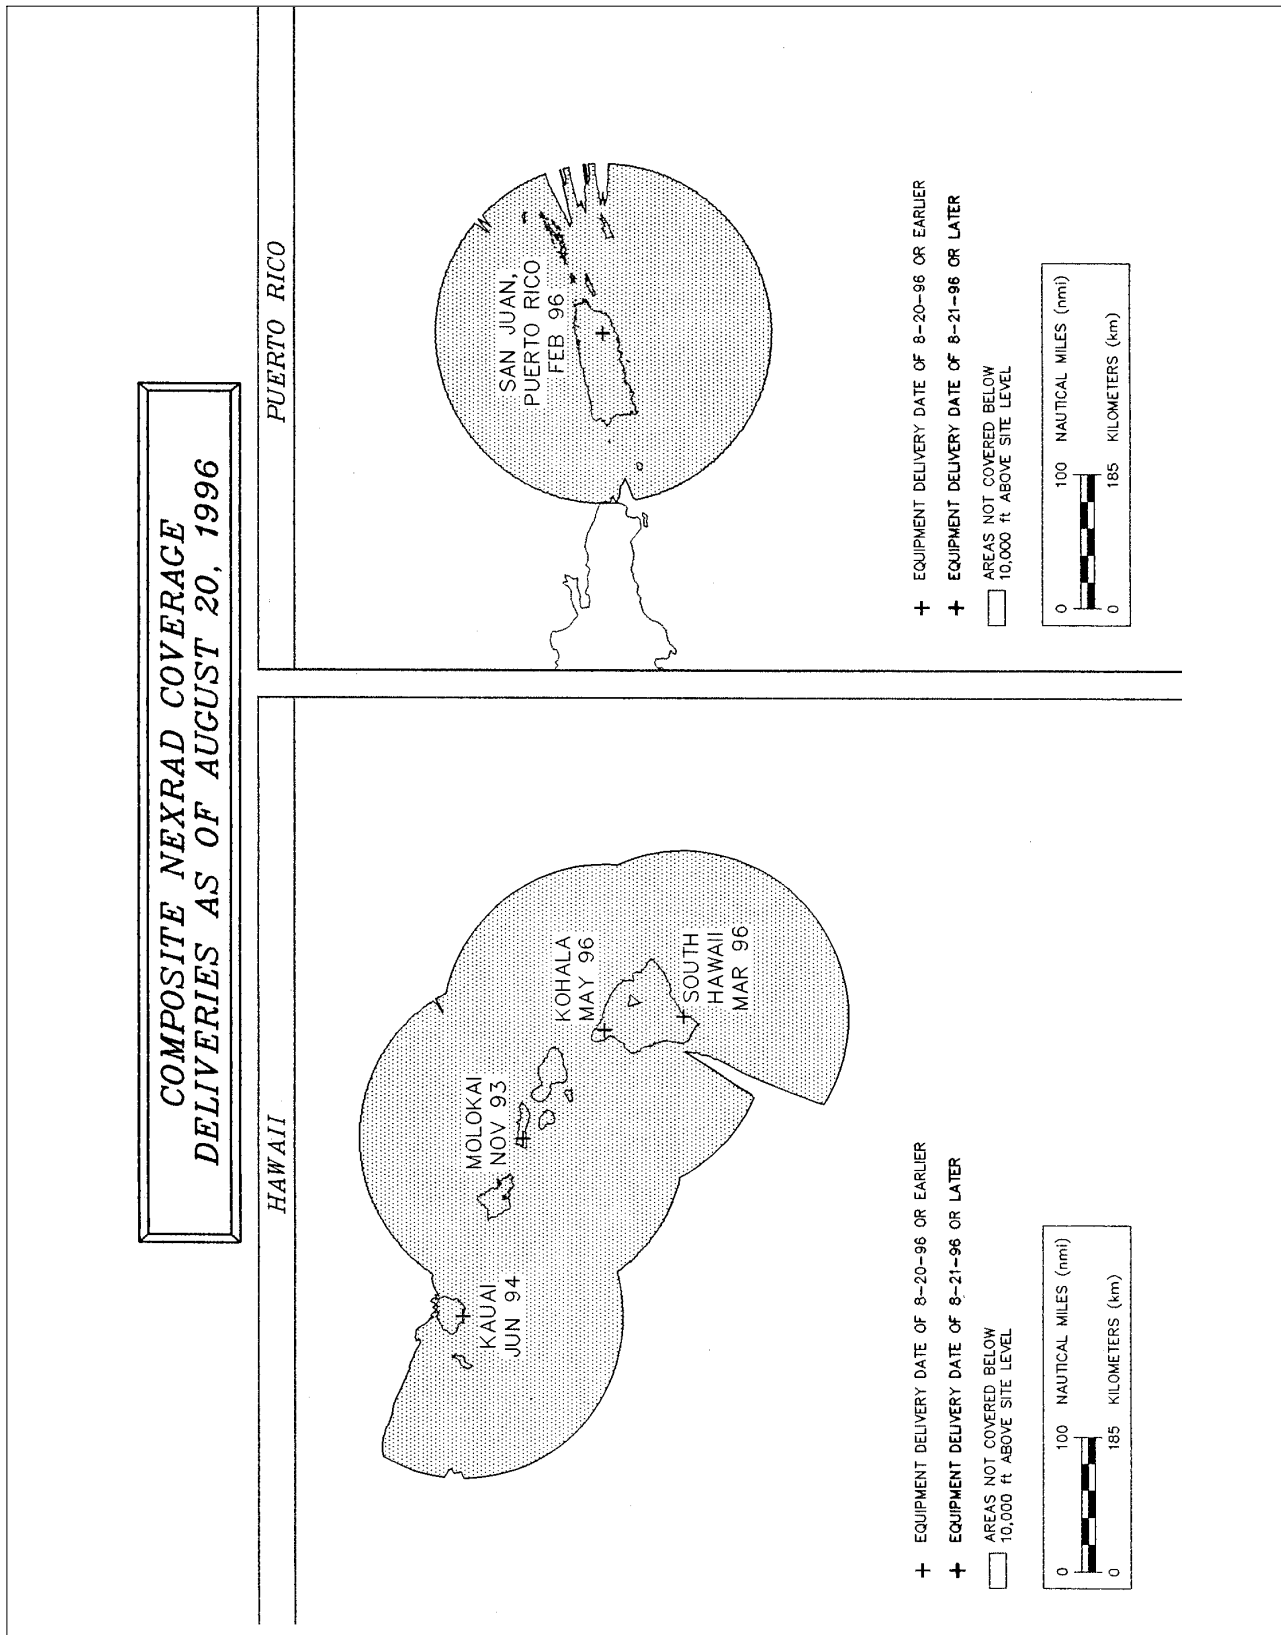 COMPOSITE NEXRAD COVERAGE
DELIVERIES AS OF AUGUST 20, 1996
HAWAII
KAUAI
JUN 94
MOLOKAI
NOV 93
KOHALA
MAY 96
SOUTH
HAWAII
MAR 96
+ EQUIPMENT DELIVERY DATE OF 8-20-96 OR EARLIER
+ EQUIPMENT DELIVERY DATE OF 8-21-96 OR LATER
AREAS NOT COVERED BELOW
10,000 ft ABOVE SITE LEVEL
0 100 NAUTICAL MILES (nmi)
0 185 KILOMETERS (km)
PUERTO RICO
SAN JUAN,
PUERTO RICO
FEB 96
+ EQUIPMENT DELIVERY DATE OF 8-20-96 OR EARLIER
+ EQUIPMENT DELIVERY DATE OF 8-21-96 OR LATER
AREAS NOT COVERED BELOW
10,000 ft ABOVE SITE LEVEL
0 100 NAUTICAL MILES (nmi)
0 185 KILOMETERS (km)